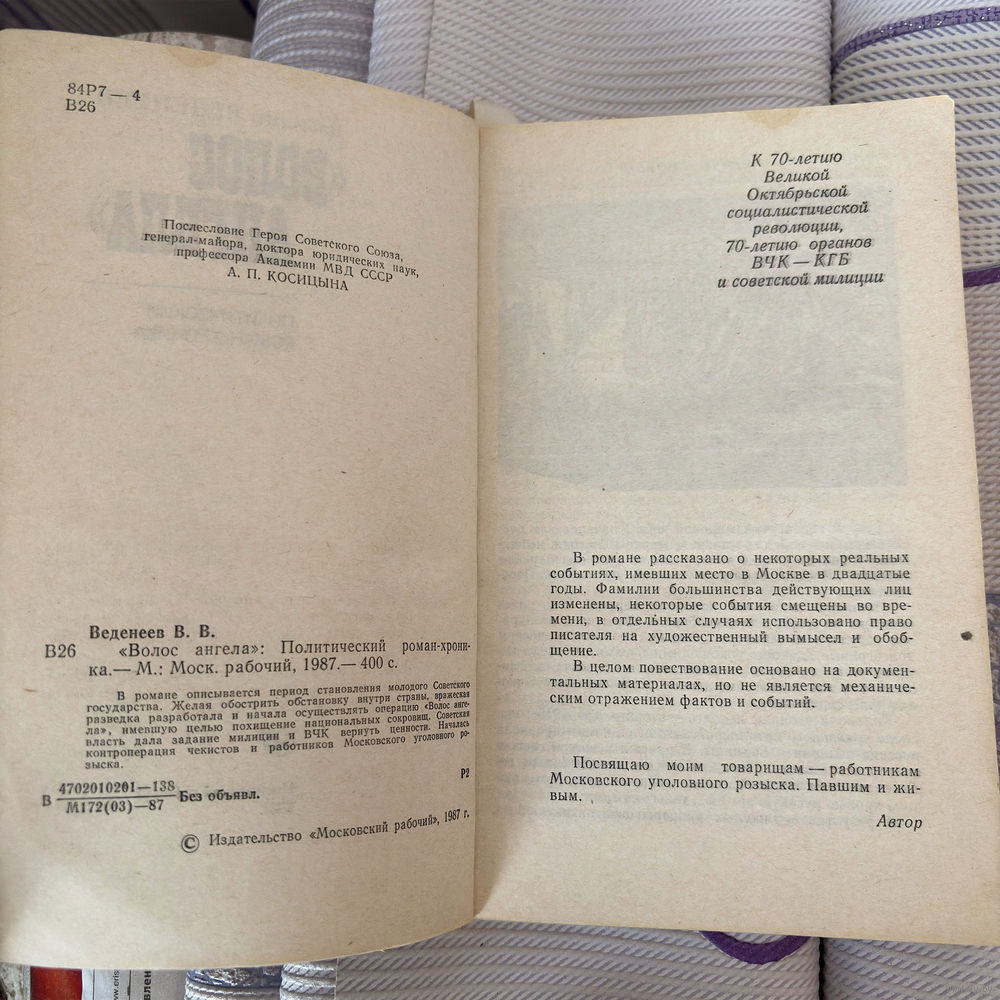 84Р7—4
В26
Послесловие Героя Советского Союза,
генерал-майора, доктора юридических наук,
профессора Академии МВД СССР
А. П. КОСИЦЫНА
Веденеев В. В.
В26 «Волос ангела»: Политический роман-хрони-
ка.— М.: Моск. рабочий, 1987.— 400 с.
В романе описывается период становления молодого Советского
государства. Желая обострить обстановку внутри страны, вражеская
разведка разработала и начала осуществлять операцию «Волос анге-
ла», имевшую целью похищение национальных сокровищ. Советская
власть дала задание милиции и ВЧК вернуть ценности. Началась
контроперация чекистов и работников Московского уголовного ро-
зыска.
Р2
В 4702010201—138
М172(03)—87 Без объявл.
© Издательство «Московский рабочий», 1987 г.
К 70-летию
Великой
Октябрьской
социалистической
революции,
70-летию органов
ВЧК — КГБ
и советской милиции
В романе рассказано о некоторых реальных
событиях, имевших место в Москве в двадцатые
годы. Фамилии большинства действующих лиц
изменены, некоторые события смещены во вре-
мени, в отдельных случаях использовано право
писателя на художественный вымысел и обоб-
щение.
В целом повествование основано на докумен-
тальных материалах, но не является механиче-
ским отражением фактов и событий.
Посвящаю моим товарищам — работникам
Московского уголовного розыска. Павшим и жи-
вым.
Автор